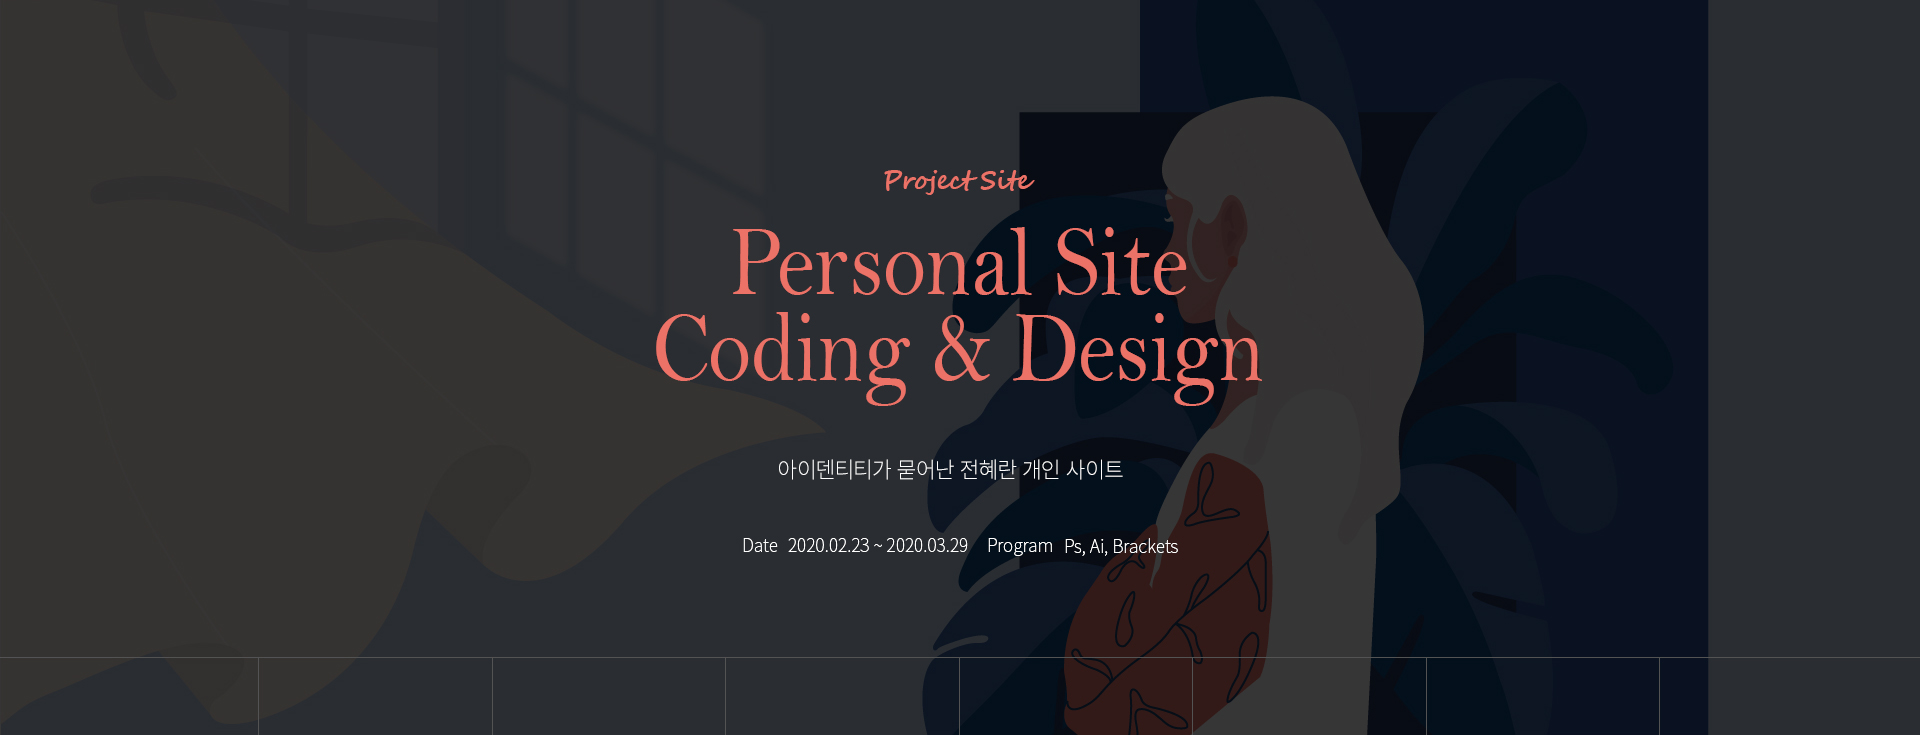 Project Site
Personal Site
Coding & Design
아이덴티티가 묻어난 전혜란 개인 사이트
Date 2020.02.23 ~ 2020.03.29 Program Ps, Ai, Brackets